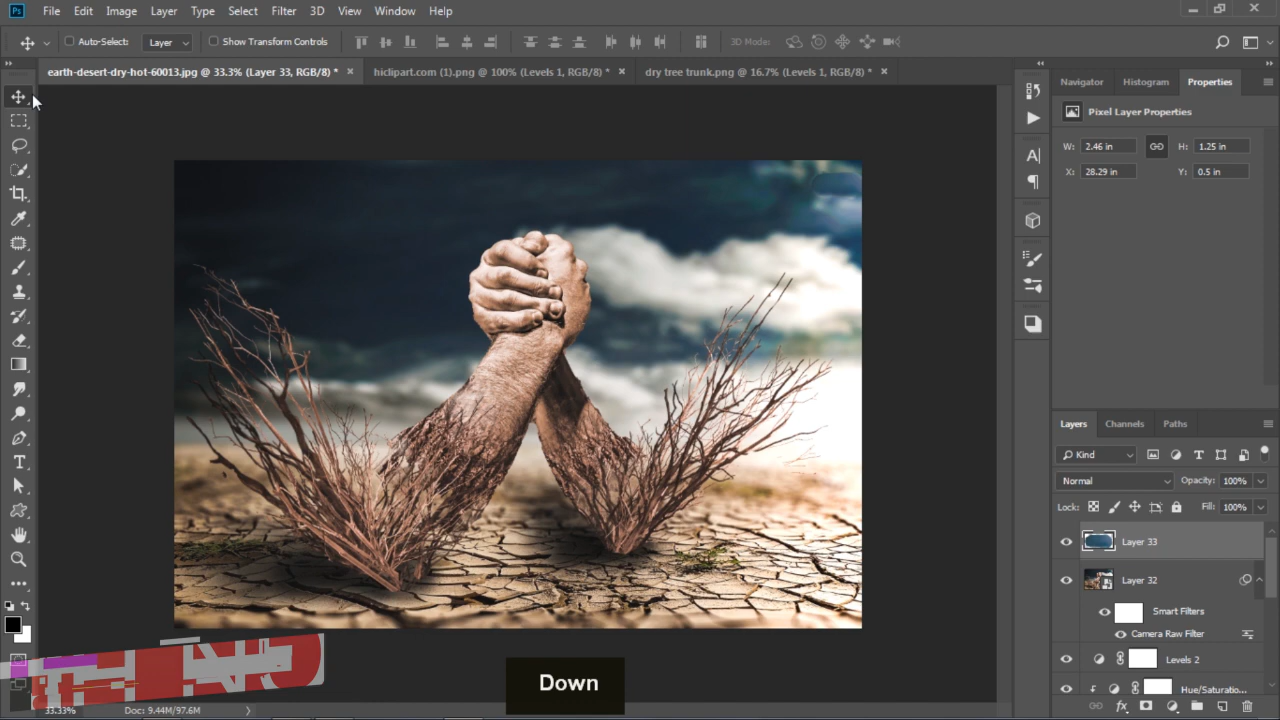 Ps File Edit Image Layer Type Select Filter 3D View Window Help
Auto-Select: Layer Show Transform Controls 3D Mode:
earth-desert-dry-hot-60013.jpg @ 33.3% (Layer 33, RGB/8) * × hiclipart.com (1).png @ 100% (Levels 1, RGB/8) * × dry tree trunk.png @ 16.7% (Levels 1, RGB/8) * ×
Navigator Histogram Properties
Pixel Layer Properties
W: 2.46 in H: 1.25 in
X: 28.29 in Y: 0.5 in
Layers Channels Paths
Kind
Normal Opacity: 100%
Lock: Fill: 100%
Layer 33
Layer 32
Smart Filters
Camera Raw Filter
Levels 2
Hue/Saturatio...
Down
33.33% Doc: 9.44M/97.6M